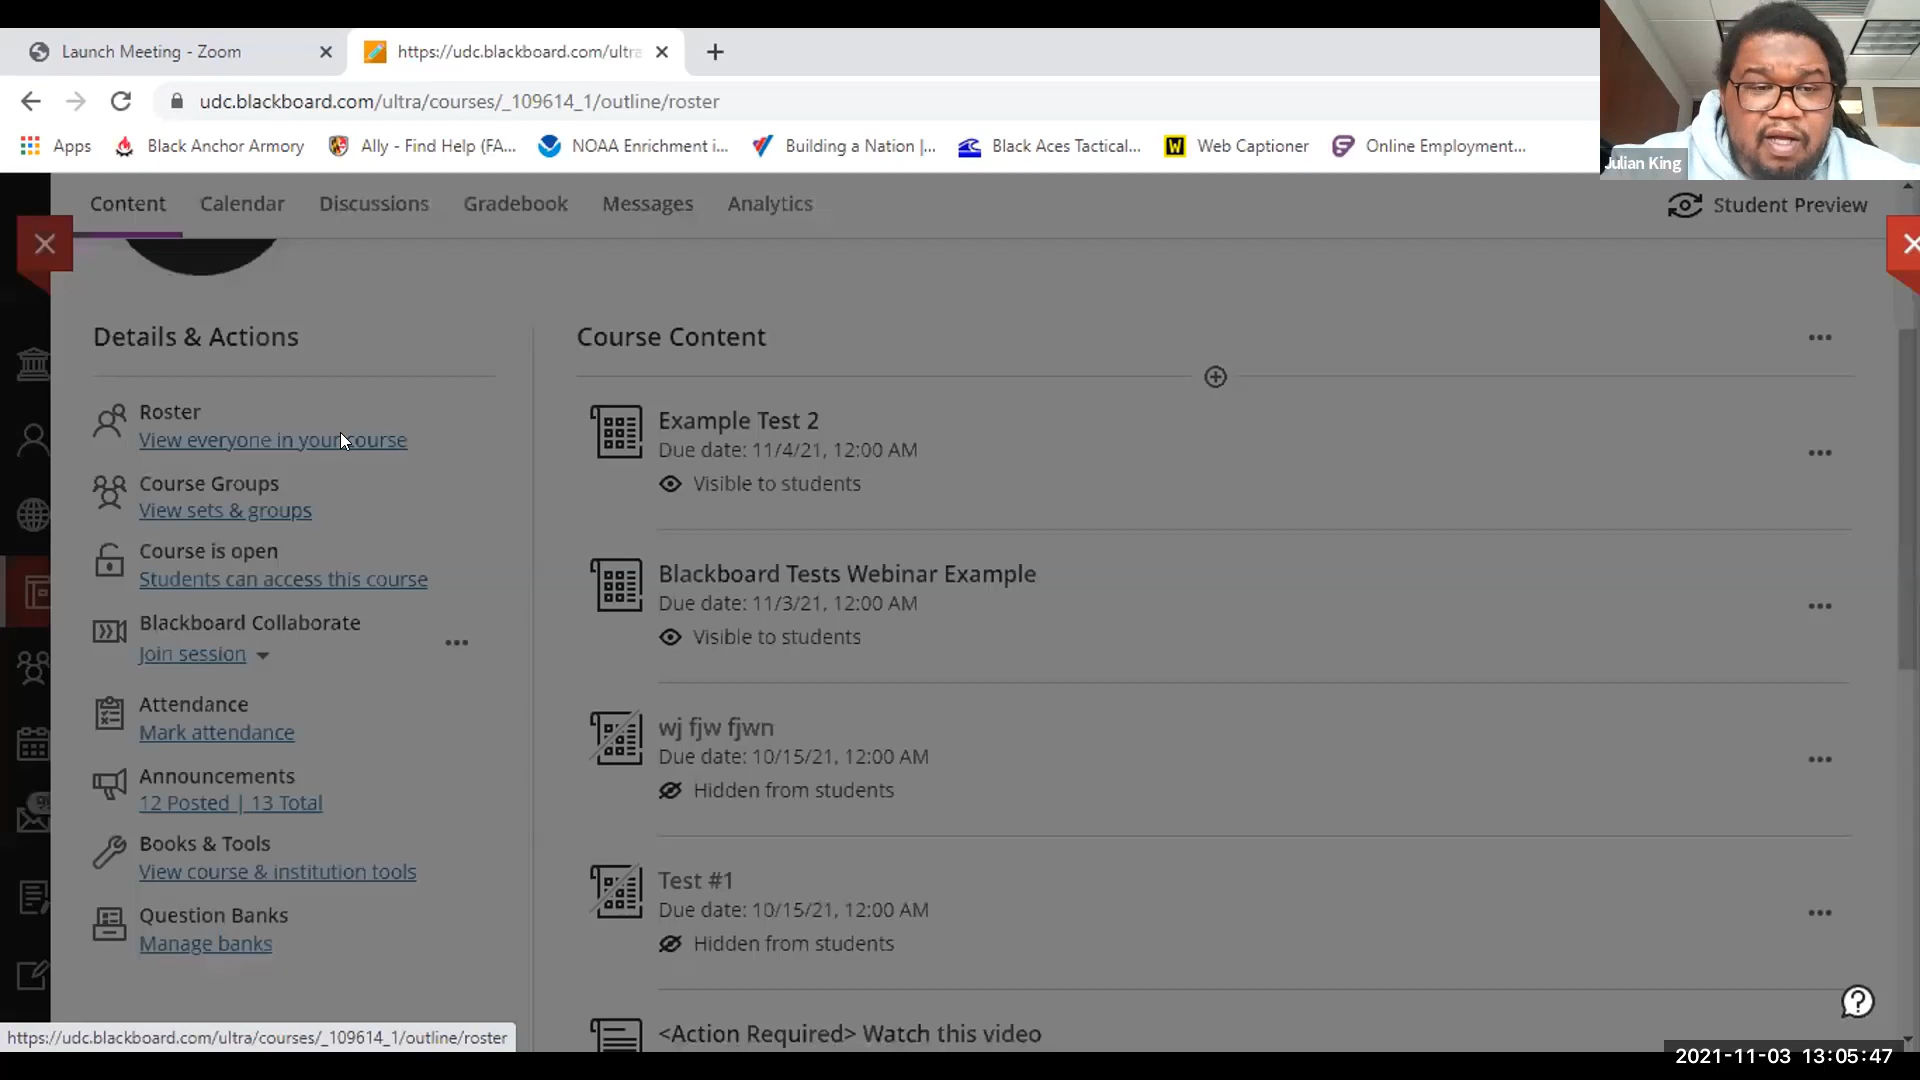 Launch Meeting - Zoom
https://udc.blackboard.com/ultra
udc.blackboard.com/ultra/courses/_109614_1/outline/roster
Apps
Black Anchor Armory
Ally - Find Help (FA...
NOAA Enrichment i...
Building a Nation |...
Black Aces Tactical...
W
Web Captioner
Online Employment...
Julian King
Content
Calendar
Discussions
Gradebook
Messages
Analytics
Student Preview
Details & Actions
Roster
View everyone in your course
Course Groups
View sets & groups
Course is open
Students can access this course
Blackboard Collaborate
Join session
Attendance
Mark attendance
Announcements
12 Posted | 13 Total
Books & Tools
View course & institution tools
Question Banks
Manage banks
Course Content
Example Test 2
Due date: 11/4/21, 12:00 AM
Visible to students
Blackboard Tests Webinar Example
Due date: 11/3/21, 12:00 AM
Visible to students
wj fjw fjwn
Due date: 10/15/21, 12:00 AM
Hidden from students
Test #1
Due date: 10/15/21, 12:00 AM
Hidden from students
<Action Required> Watch this video
https://udc.blackboard.com/ultra/courses/_109614_1/outline/roster
2021-11-03 13:05:47